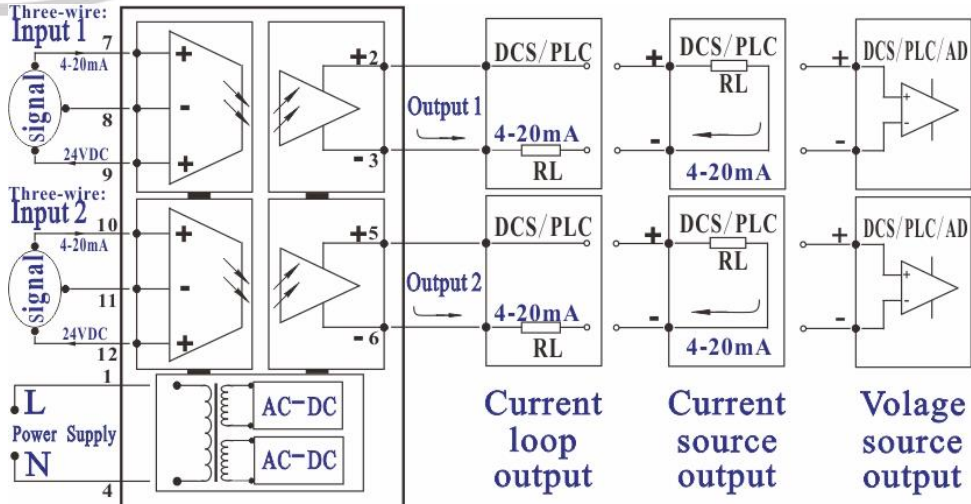 Three-wire:
Input 1
7
4-20mA
signal
8
24VDC
9
+
-
+
+2
-3
Output 1
DCS/PLC
4-20mA
RL
+
DCS/PLC
RL
-
4-20mA
+
DCS/PLC/AD
+
-
-
Three-wire:
Input 2
10
4-20mA
signal
11
24VDC
12
+
-
+
+5
-6
Output 2
DCS/PLC
4-20mA
RL
+
DCS/PLC
RL
-
4-20mA
+
DCS/PLC/AD
+
-
-
1
L
Power Supply
N
4
AC-DC
AC-DC
Current
loop
output
Current
source
output
Volage
source
output